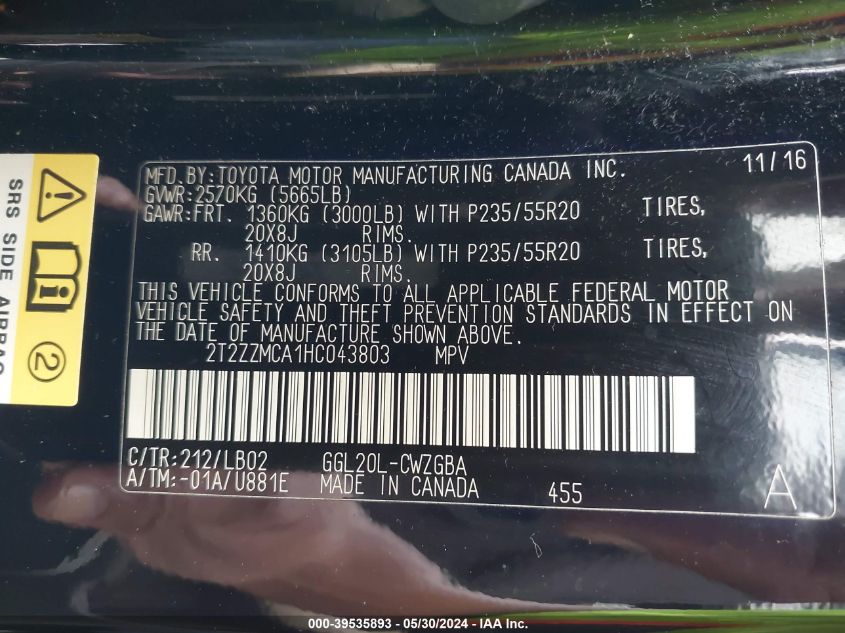 MFD. BY: TOYOTA MOTOR MANUFACTURING CANADA INC. 11/16
GVWR: 2570KG (5665LB)
GAWR: FRT. 1360KG (3000LB) WITH P235/55R20 TIRES,
20X8J RIMS.
RR. 1410KG (3105LB) WITH P235/55R20 TIRES,
20X8J RIMS.
THIS VEHICLE CONFORMS TO ALL APPLICABLE FEDERAL MOTOR
VEHICLE SAFETY AND THEFT PREVENTION STANDARDS IN EFFECT ON
THE DATE OF MANUFACTURE SHOWN ABOVE.
2T2ZZMCA1HC043803 MPV
C/TR: 212/LB02 GGL20L-CWZGBA
A/TM: -01A/U881E MADE IN CANADA 455 A
SRS SIDE AIRBAG
2
000-39535893 - 05/30/2024 - IAA Inc.